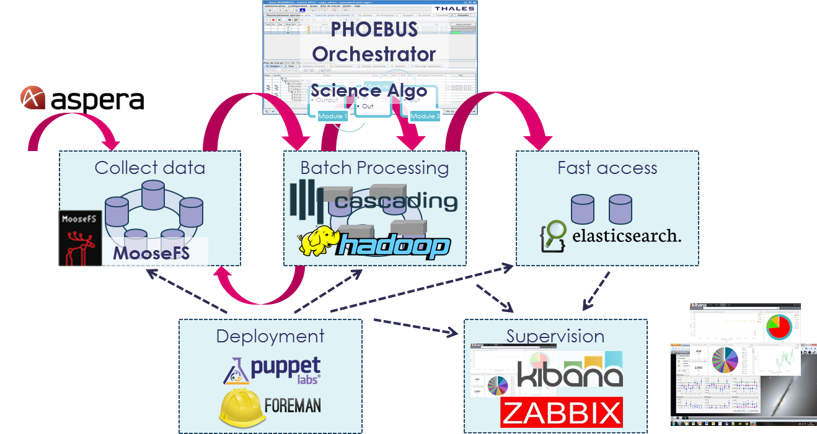 THALES
PHOEBUS
Orchestrator
Science Algo
• Output
• Out
Module 1
Module 3
aspera
Collect data
MooseFS
MooseFS
Batch Processing
cascading
hadoop
Fast access
elasticsearch.
Deployment
puppet
labs
FOREMAN
Supervision
kibana
ZABBIX